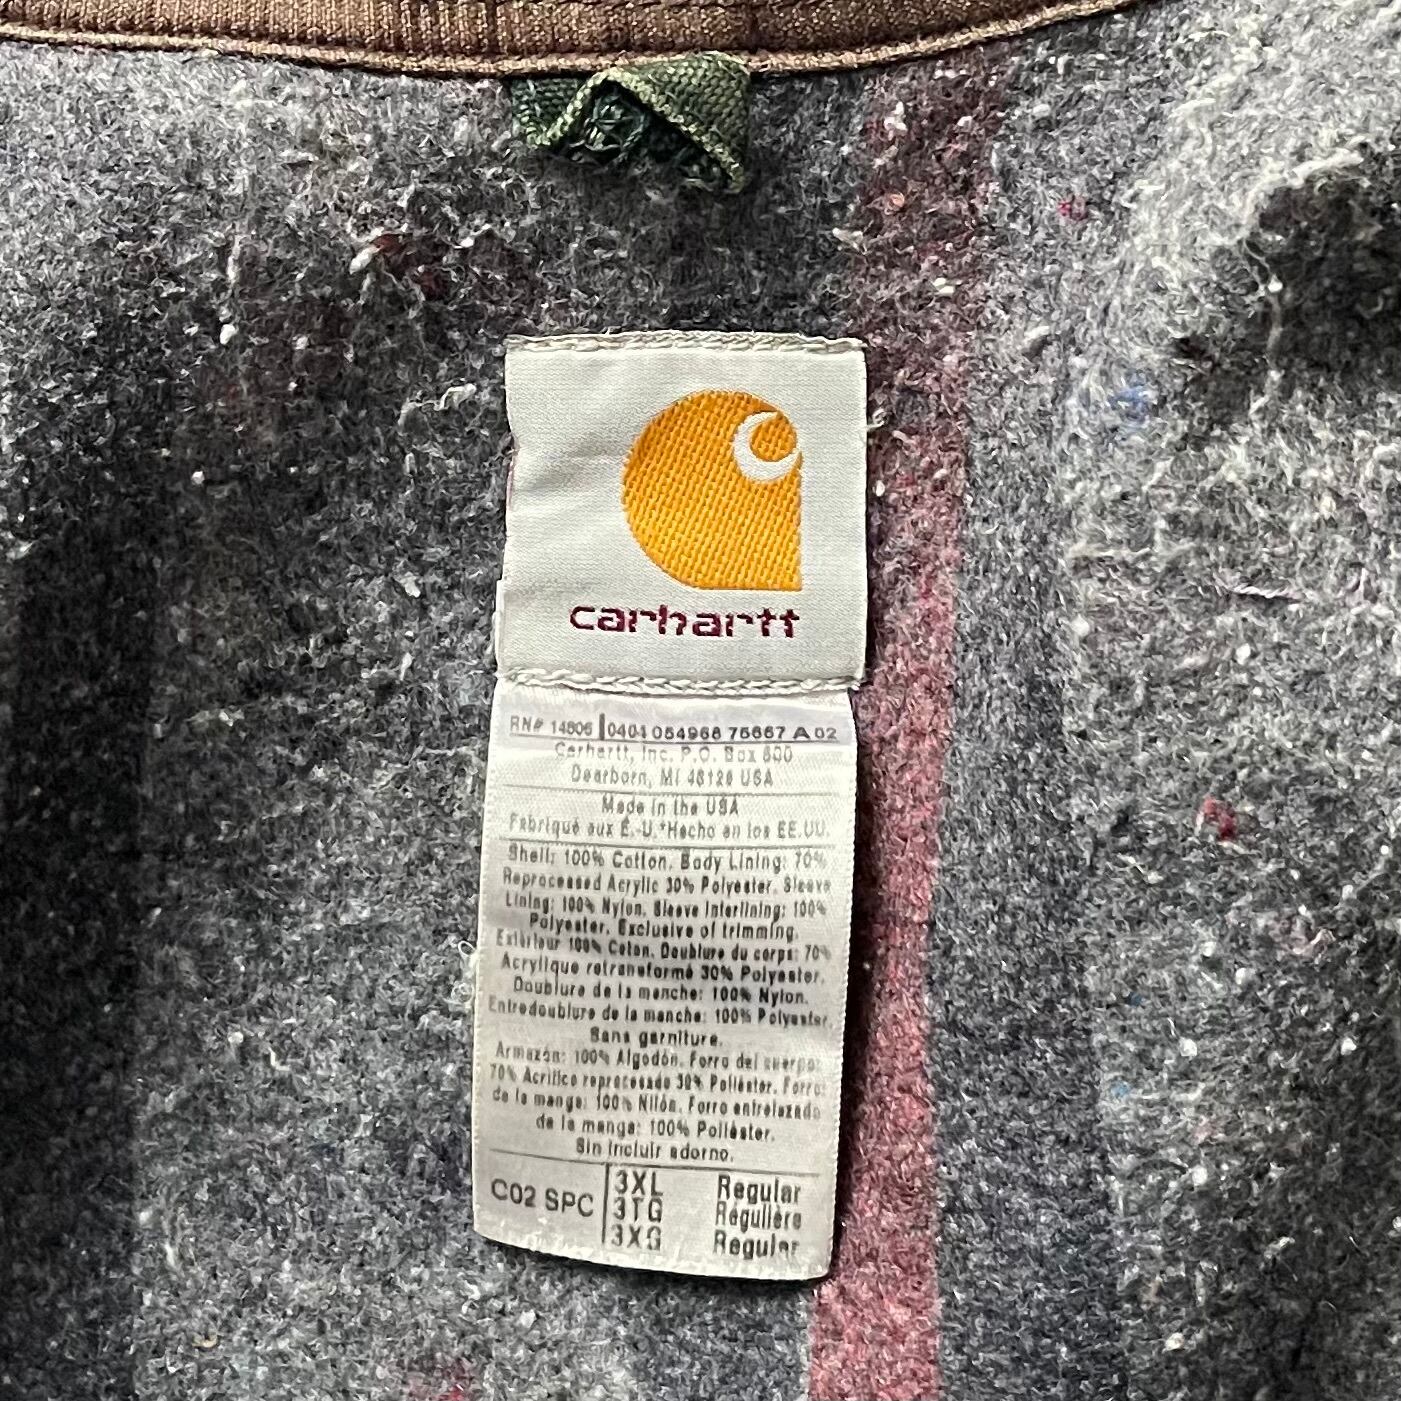 carhartt
RN# 14806 0404 054968 75667 A 02
Carhartt, Inc. P.O. Box 600
Dearborn, MI 48126 USA
Made in the USA
Fabriqué aux É.-U.*Hecho en los EE.UU.
Shell: 100% Cotton. Body Lining: 70%
Reprocessed Acrylic 30% Polyester. Sleeve
Lining: 100% Nylon. Sleeve Interlining: 100%
Polyester. Exclusive of trimming.
Extérieur 100% Coton. Doublure du corps: 70%
Acrylique retransformé 30% Polyester.
Doublure de la manche: 100% Nylon.
Entredoublure de la manche: 100% Polyester
Sans garniture.
Armazón: 100% Algodón. Forro del cuerpo:
70% Acrílico reprocesado 30% Poliéster. Forro:
de la manga: 100% Nilón. Forro entrelazado
de la manga: 100% Poliéster.
Sin incluir adorno.
C02 SPC 3XL Regular
3TG Régulière
3XG Regular